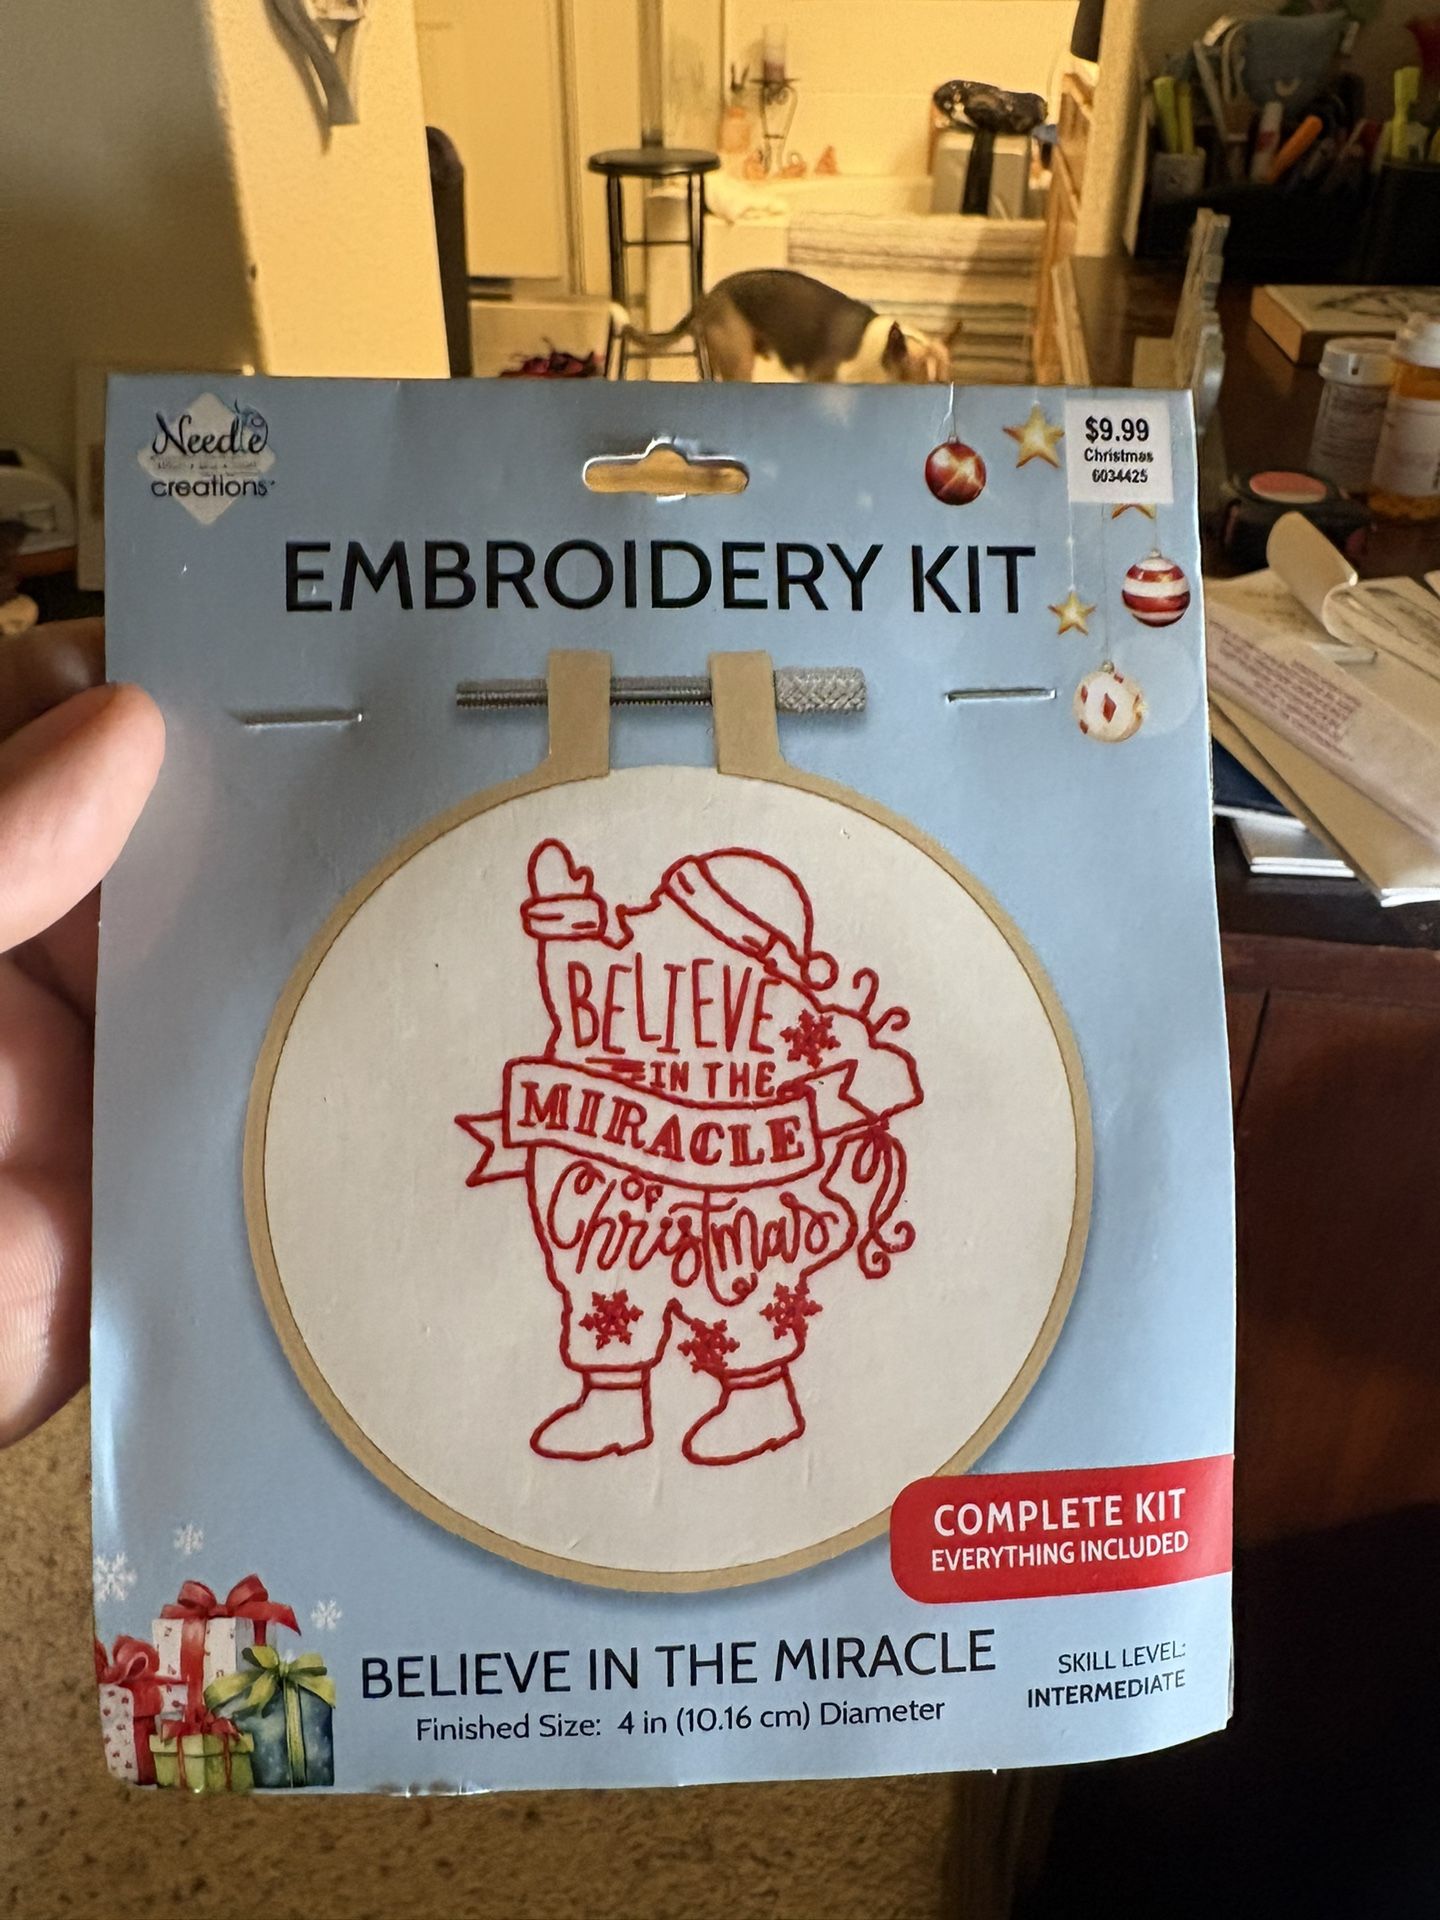 Needle
creations
$9.99
Christmas
6034425
EMBROIDERY KIT
BELIEVE
IN THE
MIRACLE
OF
Christmas
COMPLETE KIT
EVERYTHING INCLUDED
BELIEVE IN THE MIRACLE
Finished Size: 4 in (10.16 cm) Diameter
SKILL LEVEL:
INTERMEDIATE